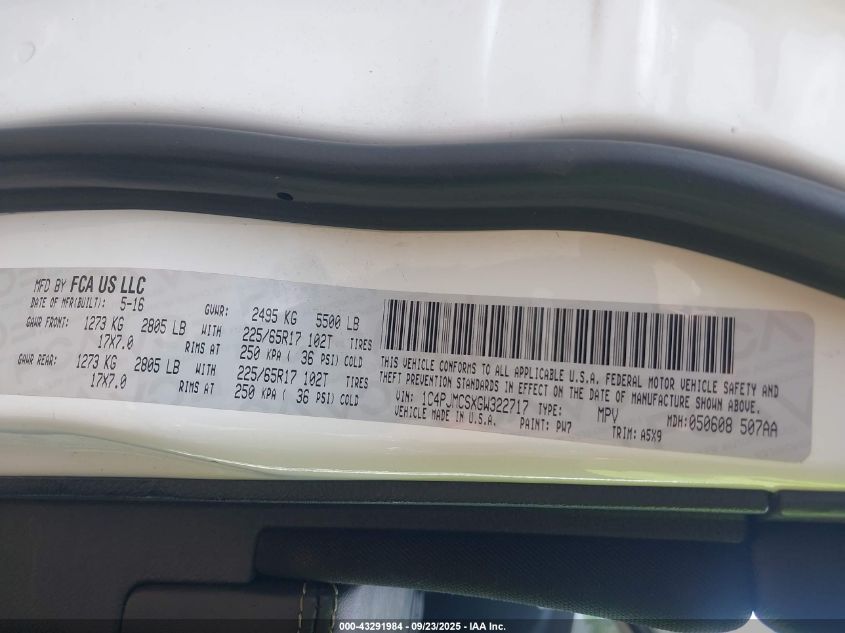 MFD BY FCA US LLC
DATE OF MFR(BUILT): 5-16 GVWR: 2495 KG 5500 LB
GAWR FRONT: 1273 KG 2805 LB WITH 225/65R17 102T TIRES
17X7.0 RIMS AT 250 KPA ( 36 PSI) COLD
GAWR REAR: 1273 KG 2805 LB WITH 225/65R17 102T TIRES
17X7.0 RIMS AT 250 KPA ( 36 PSI) COLD
THIS VEHICLE CONFORMS TO ALL APPLICABLE U.S.A. FEDERAL MOTOR VEHICLE SAFETY AND
THEFT PREVENTION STANDARDS IN EFFECT ON THE DATE OF MANUFACTURE SHOWN ABOVE.
VIN: 1C4PJMCSXGW322717 TYPE: MPV MDH:050608 507AA
VEHICLE MADE IN U.S.A. PAINT: PW7 TRIM: A5X9
000-43291984 - 09/23/2025 - IAA Inc.